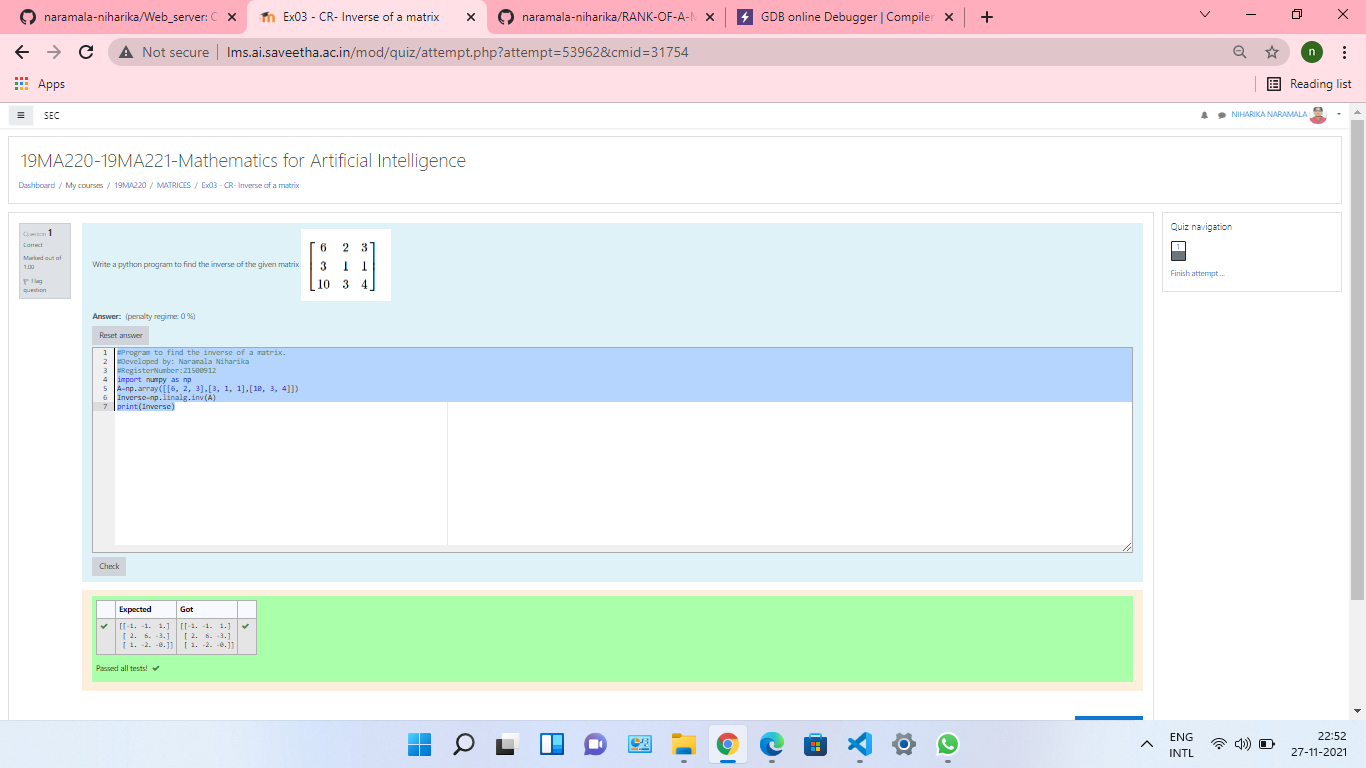 naramala-niharika/Web_server: C
Ex03 - CR- Inverse of a matrix
naramala-niharika/RANK-OF-A-M
GDB online Debugger | Compiler
Not secure
lms.ai.saveetha.ac.in/mod/quiz/attempt.php?attempt=53962&cmid=31754
n
Apps
Reading list
SEC
NIHARIKA NARAMALA
19MA220-19MA221-Mathematics for Artificial Intelligence
Dashboard / My courses / 19MA220 / MATRICES / Ex03 - CR- Inverse of a matrix
Question 1
Correct
Marked out of
1.00
Flag
question
Write a python program to find the inverse of the given matrix
6 2 3
3 1 1
10 3 4
Answer: (penalty regime: 0 %)
Reset answer
1 #Program to find the inverse of a matrix.
2 #Developed by: Naramala Niharika
3 #RegisterNumber:21500912
4 import numpy as np
5 A=np.array([[6, 2, 3],[3, 1, 1],[10, 3, 4]])
6 Inverse=np.linalg.inv(A)
7 print(Inverse)
Check
Expected Got
[[-1. -1. 1.] [[-1. -1. 1.]
[ 2. 6. -3.] [ 2. 6. -3.]
[ 1. -2. -0.]] [ 1. -2. -0.]]
Passed all tests!
Quiz navigation
1
Finish attempt ...
ENG
INTL
22:52
27-11-2021